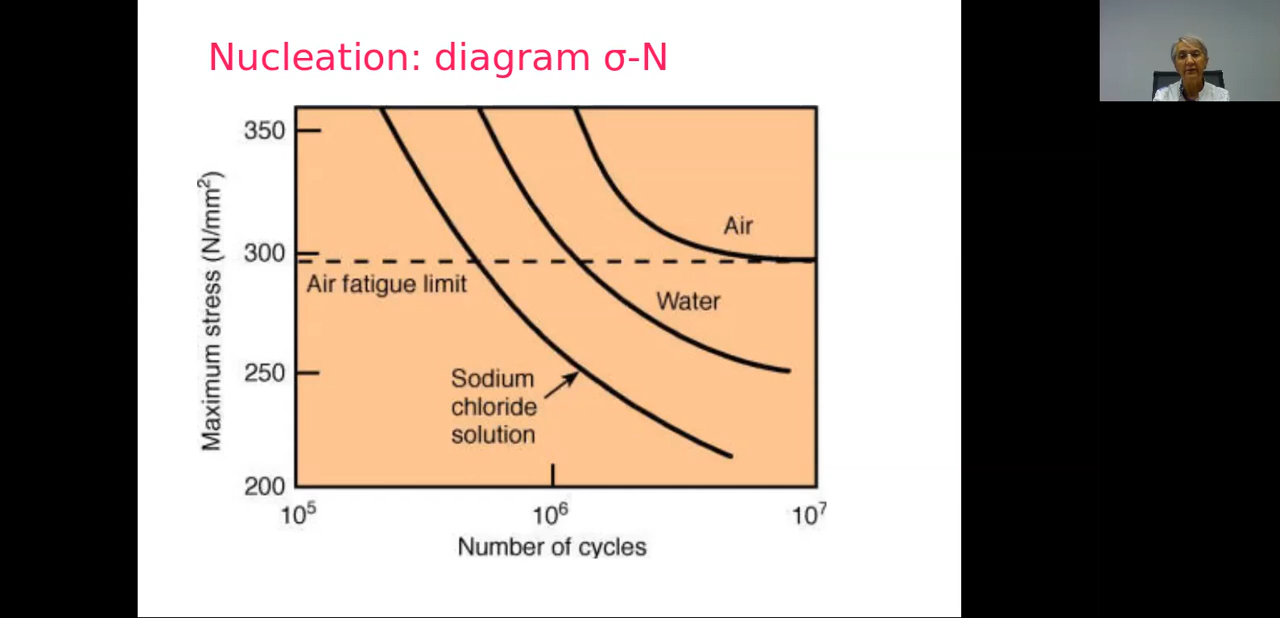 Nucleation: diagram σ-N
Maximum stress (N/mm²)
350
300
250
200
Air
Air fatigue limit
Water
Sodium
chloride
solution
10⁵
10⁶
10⁷
Number of cycles